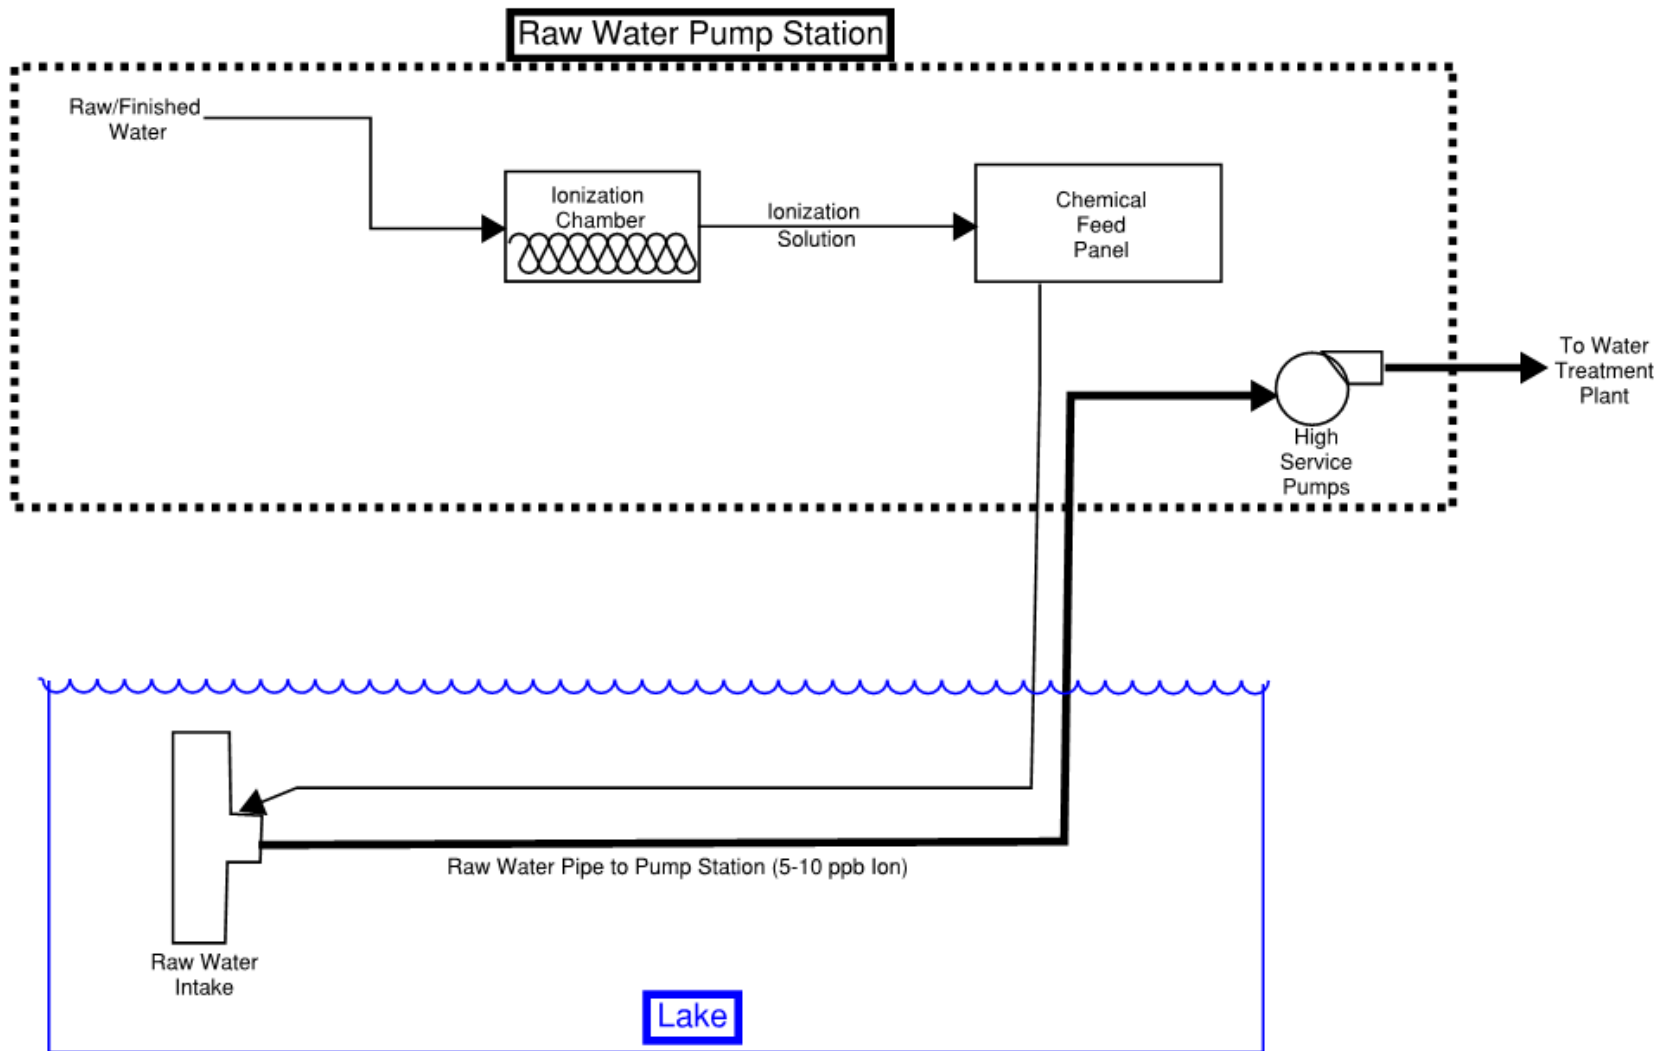 Raw Water Pump Station
Raw/Finished
Water
Ionization
Chamber
Ionization
Solution
Chemical
Feed
Panel
To Water
Treatment
Plant
High
Service
Pumps
Raw Water Pipe to Pump Station (5-10 ppb Ion)
Raw Water
Intake
Lake